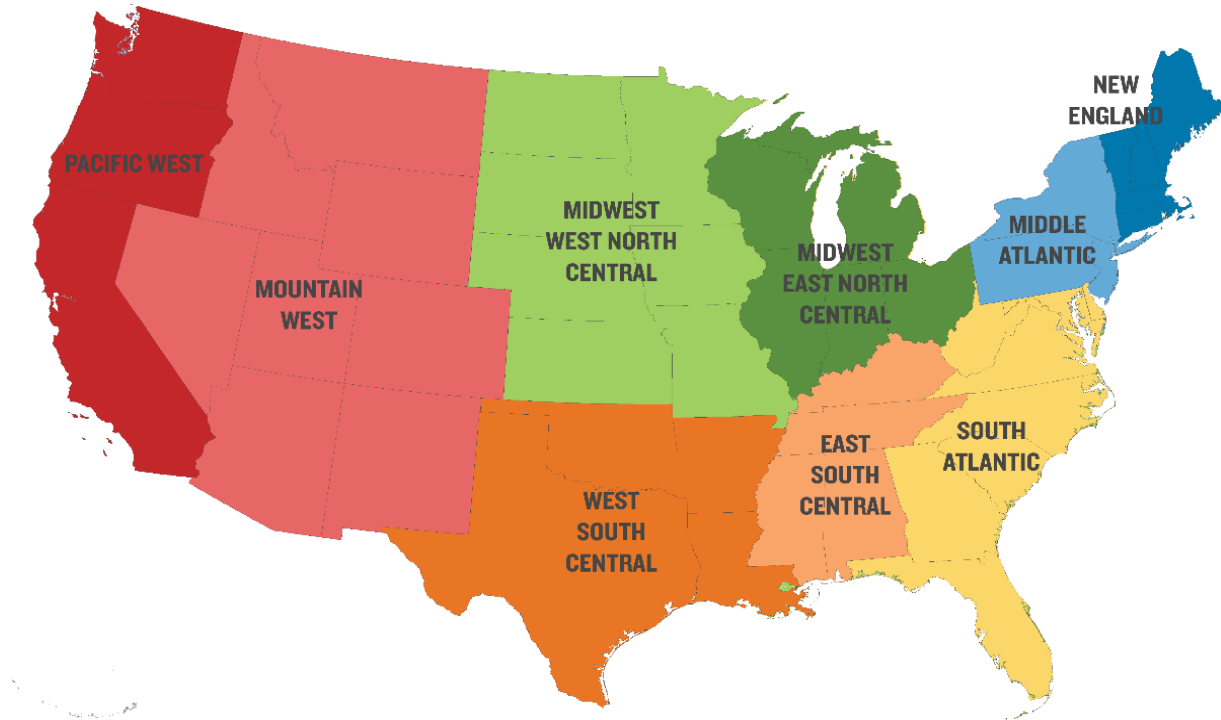 NEW
ENGLAND
PACIFIC WEST
MIDWEST
WEST NORTH
CENTRAL
MIDDLE
ATLANTIC
MIDWEST
EAST NORTH
CENTRAL
MOUNTAIN
WEST
EAST
SOUTH
CENTRAL
SOUTH
ATLANTIC
WEST
SOUTH
CENTRAL